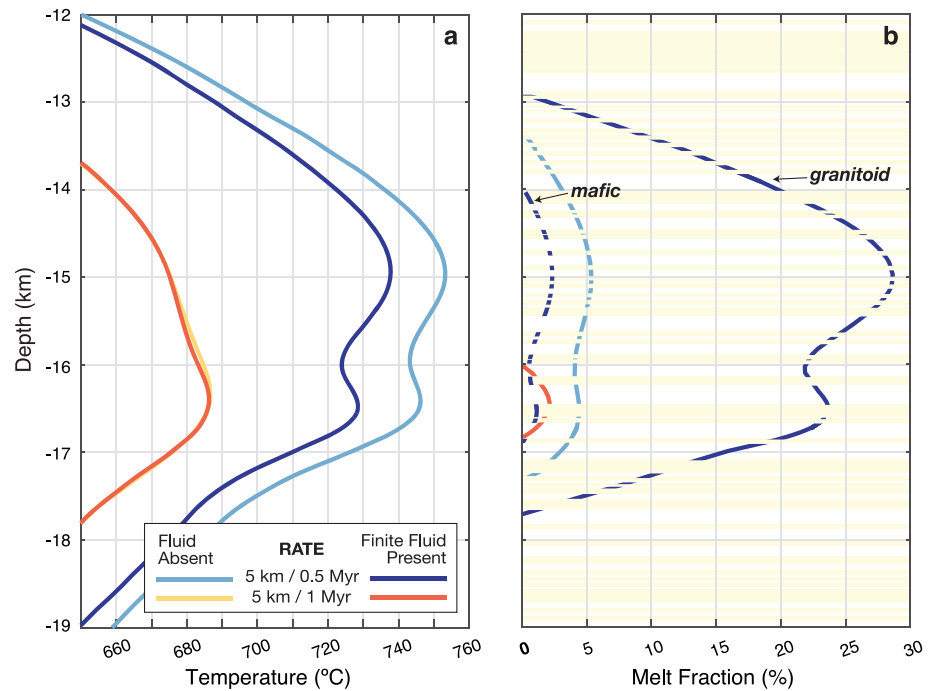 a
b
-12
-13
-14
-15
-16
-17
-18
-19
Depth (km)
granitoid
mafic
Fluid Absent
RATE
Finite Fluid Present
5 km / 0.5 Myr
5 km / 1 Myr
660 680 700 720 740 760
Temperature (ºC)
0 5 10 15 20 25 30
Melt Fraction (%)